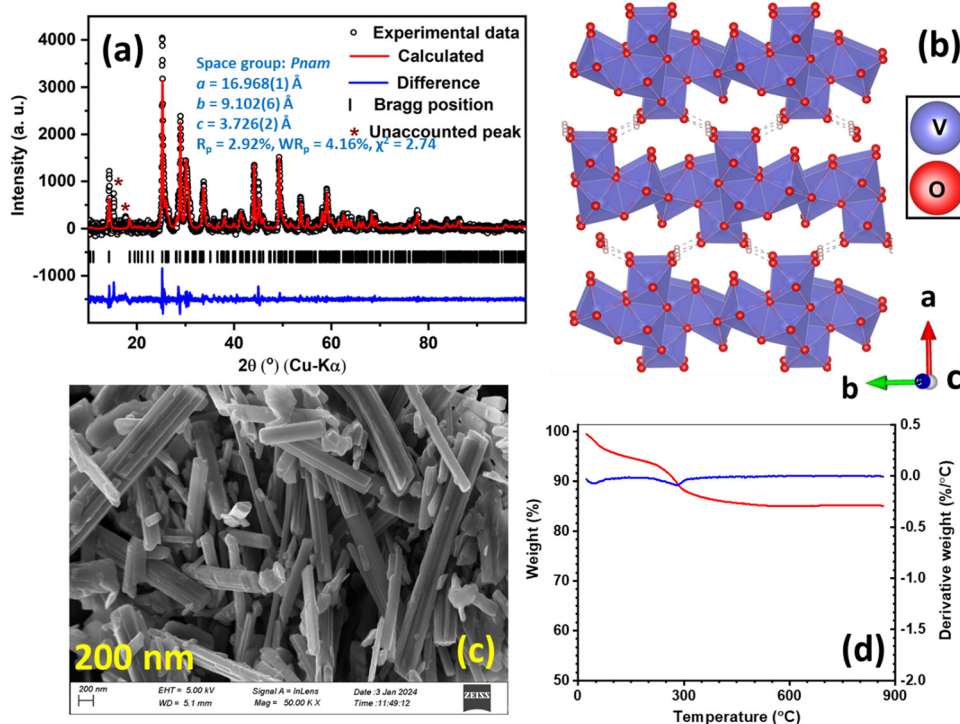 (a)
Experimental data
Calculated
Difference
Bragg position
* Unaccounted peak
Space group: Pnam
a = 16.968(1) Å
b = 9.102(6) Å
c = 3.726(2) Å
Rp = 2.92%, WRp = 4.16%, χ² = 2.74
* *
Intensity (a. u.)
4000
3000
2000
1000
0
-1000
20 40 60 80
2θ (°) (Cu-Kα)
(b)
V
O
a
b c
200 nm
(c)
200 nm
EHT = 5.00 kV
WD = 5.1 mm
Signal A = InLens
Mag = 50.00 K X
Date :3 Jan 2024
Time :11:49:12
ZEISS
(d)
Weight (%)
100
90
80
70
60
50
0 300 600 900
Temperature (°C)
0.5
0.0
-0.5
-1.0
-1.5
-2.0
Derivative weight (%/°C)